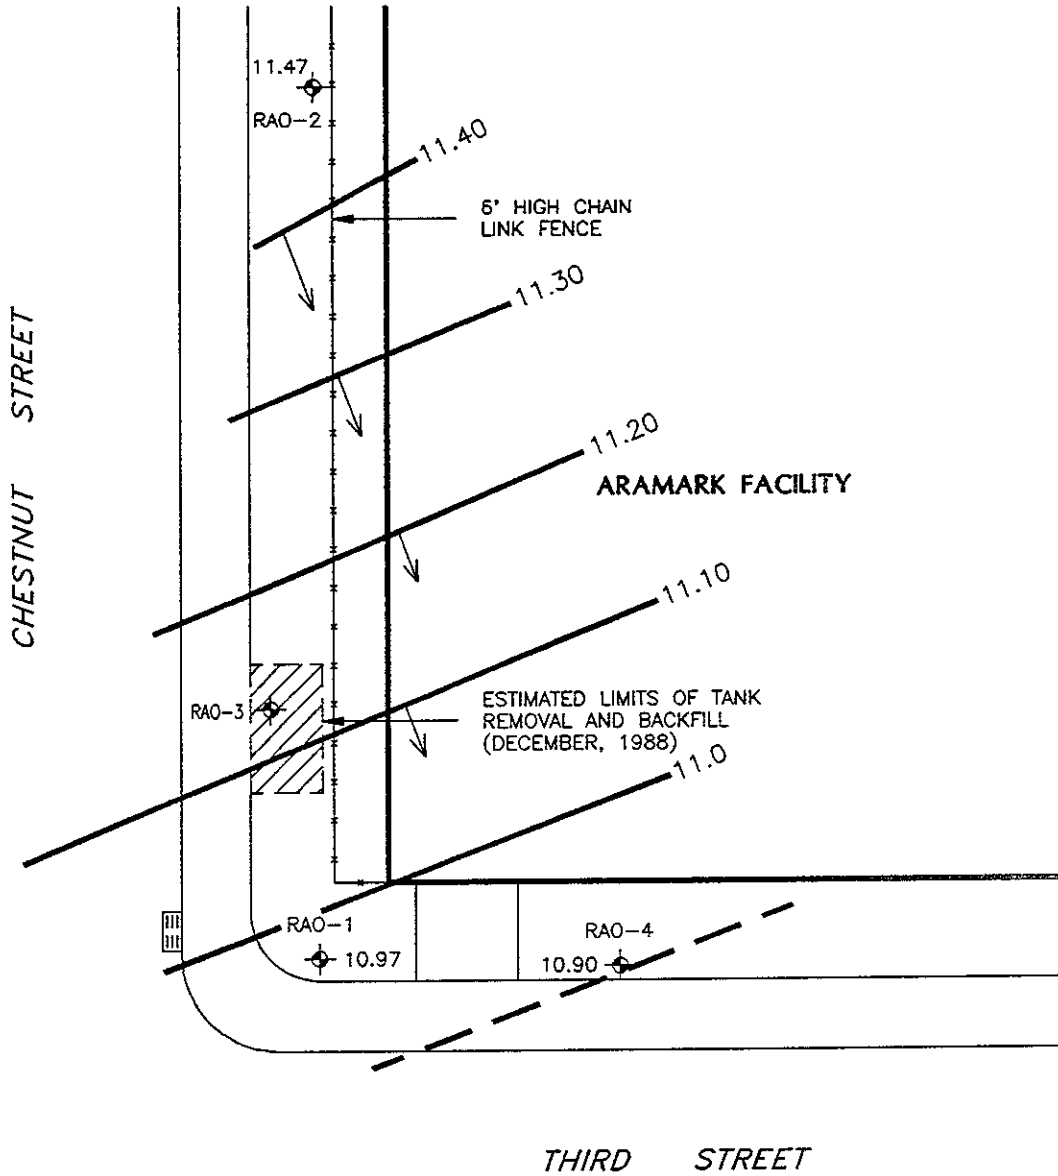 11.47
RAO-2
11.40
6' HIGH CHAIN
LINK FENCE
11.30
CHESTNUT STREET
11.20
ARAMARK FACILITY
11.10
RAO-3
ESTIMATED LIMITS OF TANK
REMOVAL AND BACKFILL
(DECEMBER, 1988)
11.0
RAO-1
10.97
RAO-4
10.90
THIRD STREET